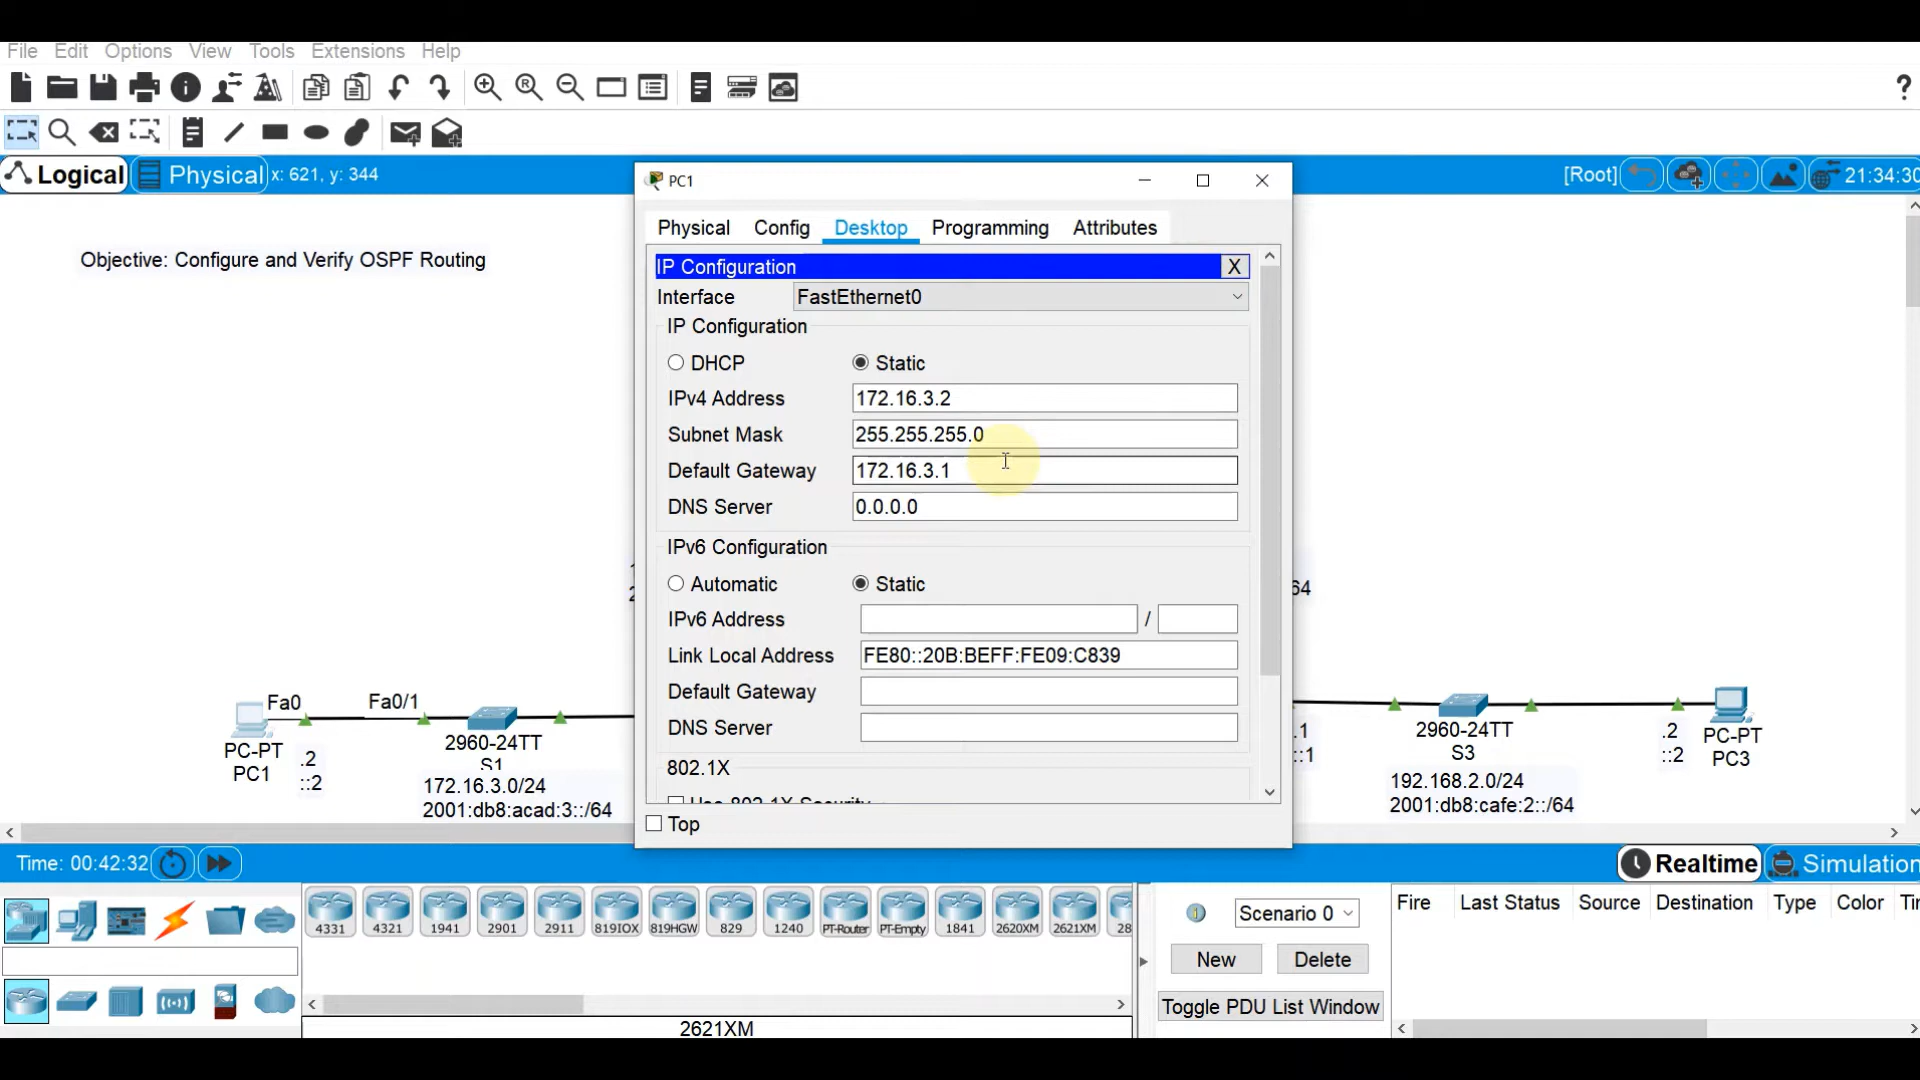 File Edit Options View Tools Extensions Help
?
Logical Physical x: 621, y: 344
[Root] 21:34:30
PC1
Physical Config Desktop Programming Attributes
Objective: Configure and Verify OSPF Routing
IP Configuration X
Interface FastEthernet0
IP Configuration
DHCP Static
IPv4 Address 172.16.3.2
Subnet Mask 255.255.255.0
Default Gateway 172.16.3.1
DNS Server 0.0.0.0
IPv6 Configuration
Automatic Static
IPv6 Address /
Link Local Address FE80::20B:BEFF:FE09:C839
Default Gateway
DNS Server
802.1X
Use 802.1X Security
Top
64
Fa0 Fa0/1
PC-PT
PC1
.2
::2
2960-24TT
S1
172.16.3.0/24
2001:db8:acad:3::/64
.1
::1
2960-24TT
S3
192.168.2.0/24
2001:db8:cafe:2::/64
.2
::2
PC-PT
PC3
Time: 00:42:32
Realtime Simulation
4331 4321 1941 2901 2911 819IOX 819HGW 829 1240 PT-Router PT-Empty 1841 2620XM 2621XM 28
2621XM
Scenario 0
New Delete
Toggle PDU List Window
Fire Last Status Source Destination Type Color